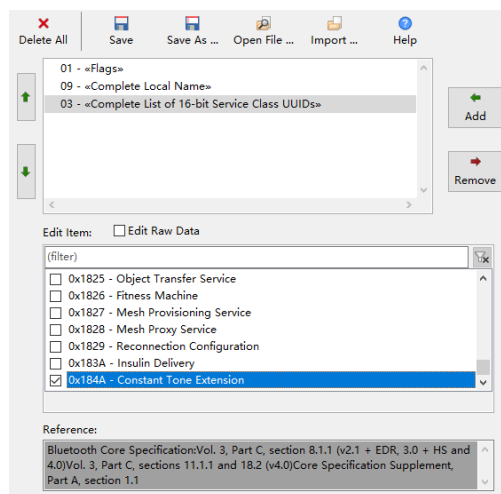 Delete All
Save
Save As ...
Open File ...
Import ...
Help
01 - «Flags»
09 - «Complete Local Name»
03 - «Complete List of 16-bit Service Class UUIDs»
Add
Remove
Edit Item:
Edit Raw Data
(filter)
0x1825 - Object Transfer Service
0x1826 - Fitness Machine
0x1827 - Mesh Provisioning Service
0x1828 - Mesh Proxy Service
0x1829 - Reconnection Configuration
0x183A - Insulin Delivery
0x184A - Constant Tone Extension
Reference:
Bluetooth Core Specification:Vol. 3, Part C, section 8.1.1 (v2.1 + EDR, 3.0 + HS and
4.0)Vol. 3, Part C, sections 11.1.1 and 18.2 (v4.0)Core Specification Supplement,
Part A, section 1.1